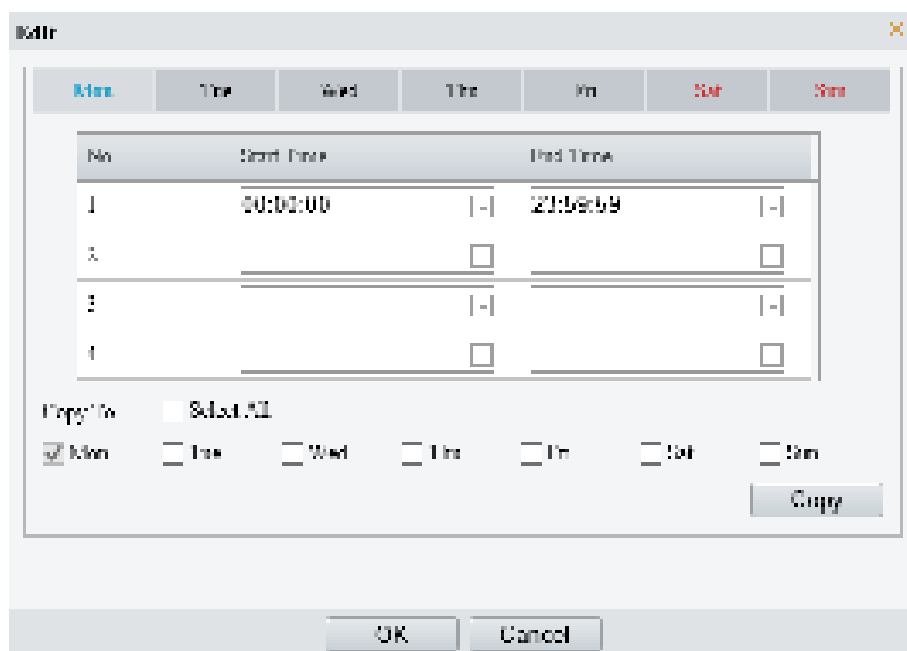 Edit
Mon Tue Wed Thu Fri Sat Sun
No Start Time End Time
1 00:00:00 23:59:59
2
3
4
Copy To Select All
Mon Tue Wed Thu Fri Sat Sun
Copy
OK Cancel